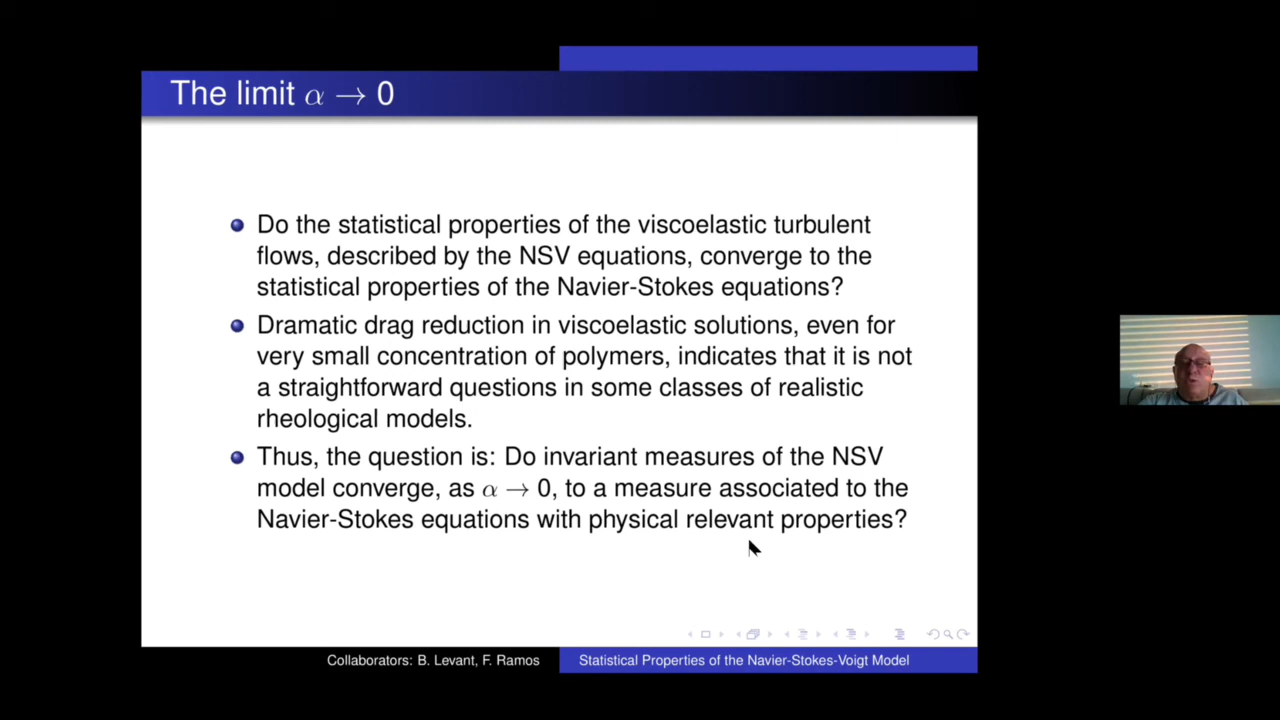 The limit α → 0
Do the statistical properties of the viscoelastic turbulent
flows, described by the NSV equations, converge to the
statistical properties of the Navier-Stokes equations?
Dramatic drag reduction in viscoelastic solutions, even for
very small concentration of polymers, indicates that it is not
a straightforward questions in some classes of realistic
rheological models.
Thus, the question is: Do invariant measures of the NSV
model converge, as α → 0, to a measure associated to the
Navier-Stokes equations with physical relevant properties?
Collaborators: B. Levant, F. Ramos
Statistical Properties of the Navier-Stokes-Voigt Model